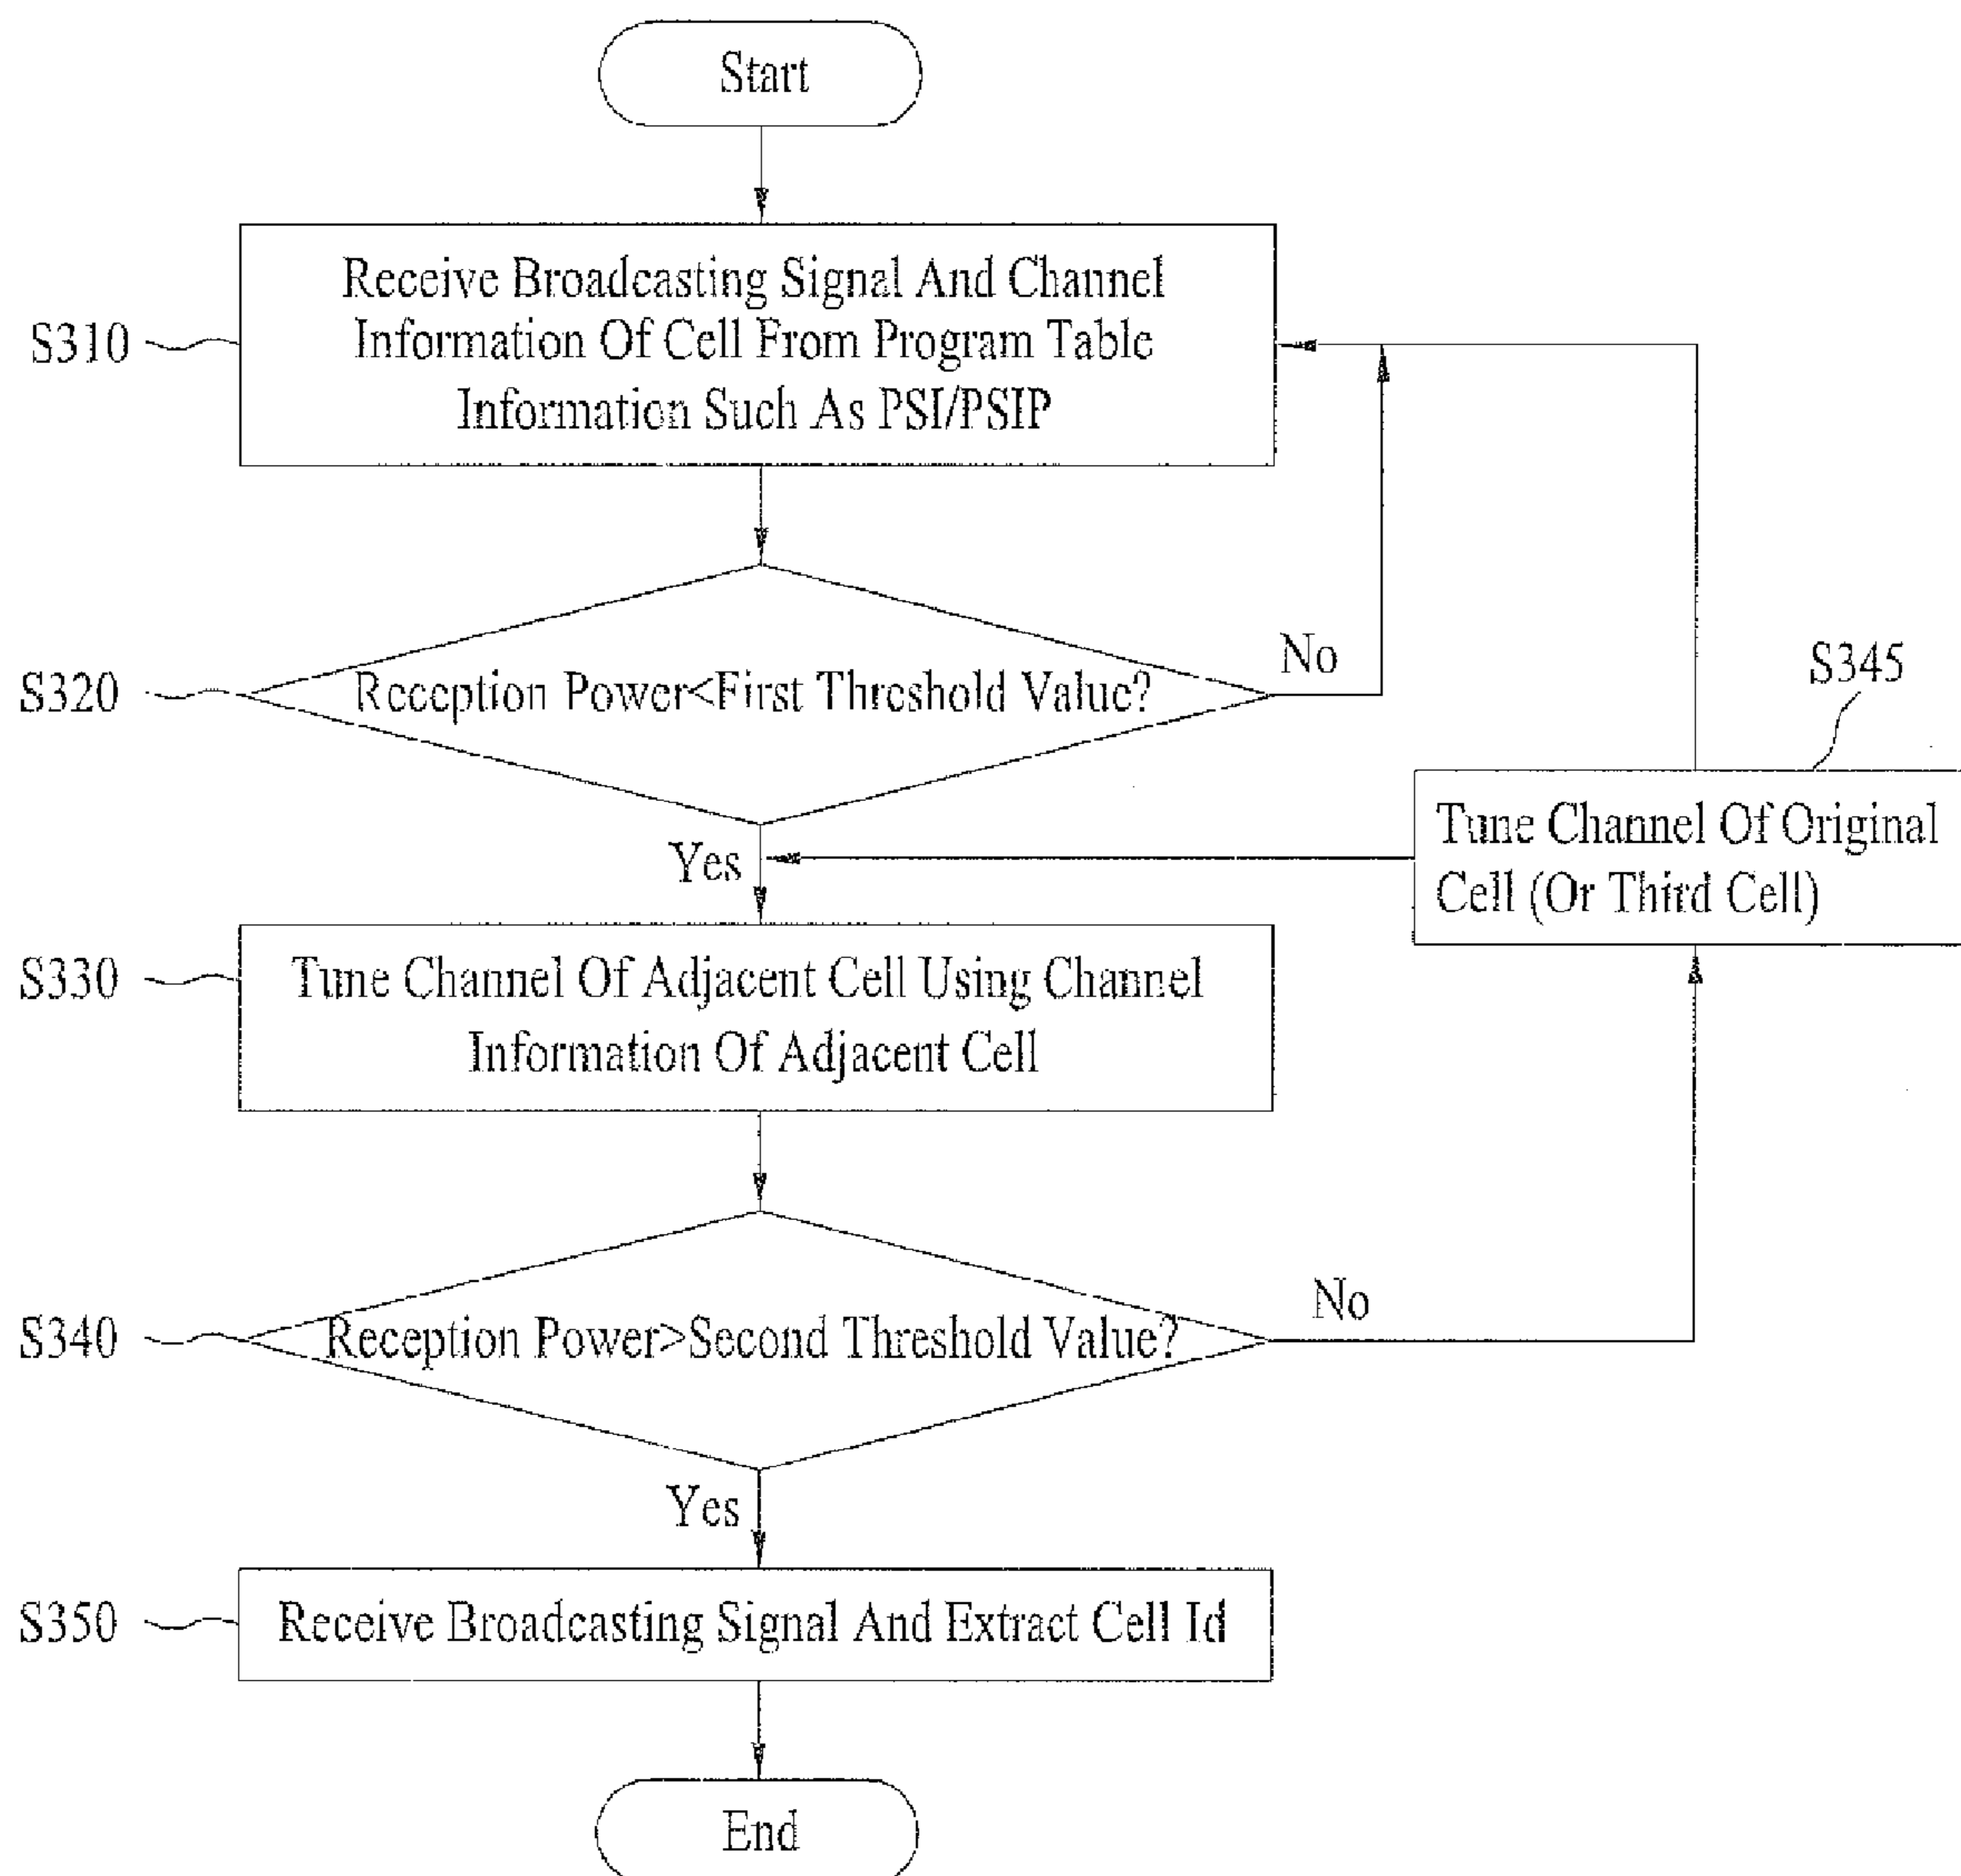 Start
Receive Broadcasting Signal And Channel
Information Of Cell From Program Table
Information Such As PSI/PSIP
S310
Reception Power<First Threshold Value?
S320
No
Yes
S345
Tune Channel Of Original
Cell (Or Third Cell)
S330
Tune Channel Of Adjacent Cell Using Channel
Information Of Adjacent Cell
S340
Reception Power>Second Threshold Value?
No
Yes
S350
Receive Broadcasting Signal And Extract Cell Id
End